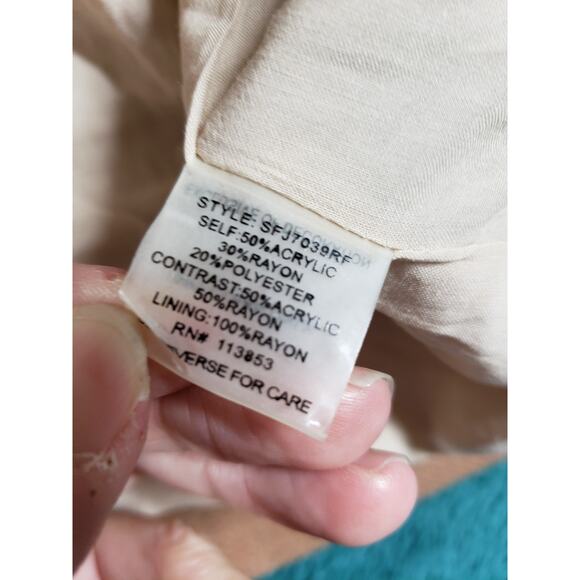 STYLE: SFJ7039RF
SELF:50%ACRYLIC
30%RAYON
20%POLYESTER
CONTRAST:50%ACRYLIC
50%RAYON
LINING:100%RAYON
RN# 113853
FOR CARE